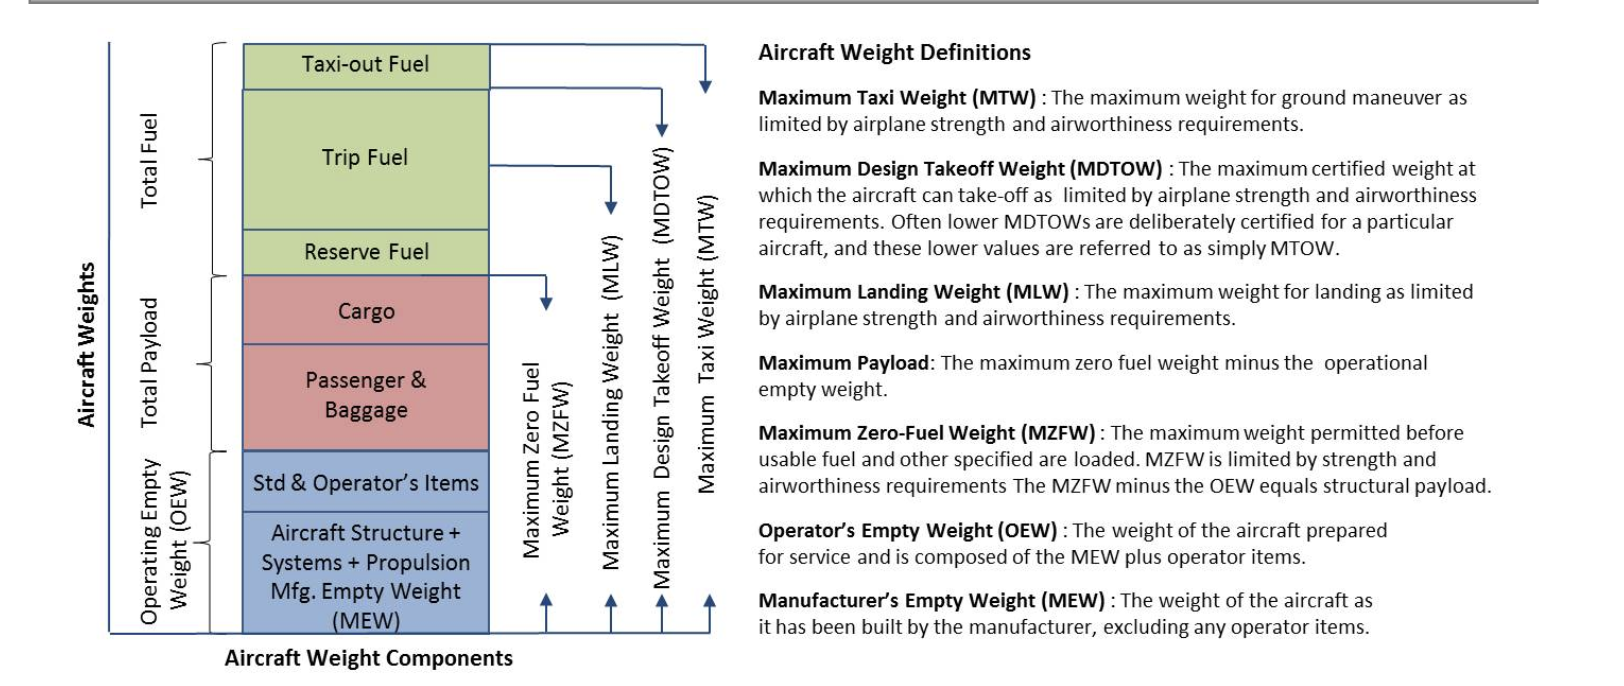 Aircraft Weights
Total Fuel
Total Payload
Operating Empty
Weight (OEW)
Taxi-out Fuel
Trip Fuel
Reserve Fuel
Cargo
Passenger &
Baggage
Std & Operator’s Items
Aircraft Structure +
Systems + Propulsion
Mfg. Empty Weight
(MEW)
Maximum Zero Fuel
Weight (MZFW)
Maximum Landing Weight (MLW)
Maximum Design Takeoff Weight (MDTOW)
Maximum Taxi Weight (MTW)
Aircraft Weight Components
Aircraft Weight Definitions
Maximum Taxi Weight (MTW) : The maximum weight for ground maneuver as
limited by airplane strength and airworthiness requirements.
Maximum Design Takeoff Weight (MDTOW) : The maximum certified weight at
which the aircraft can take-off as limited by airplane strength and airworthiness
requirements. Often lower MDTOWs are deliberately certified for a particular
aircraft, and these lower values are referred to as simply MTOW.
Maximum Landing Weight (MLW) : The maximum weight for landing as limited
by airplane strength and airworthiness requirements.
Maximum Payload: The maximum zero fuel weight minus the operational
empty weight.
Maximum Zero-Fuel Weight (MZFW) : The maximum weight permitted before
usable fuel and other specified are loaded. MZFW is limited by strength and
airworthiness requirements The MZFW minus the OEW equals structural payload.
Operator’s Empty Weight (OEW) : The weight of the aircraft prepared
for service and is composed of the MEW plus operator items.
Manufacturer’s Empty Weight (MEW) : The weight of the aircraft as
it has been built by the manufacturer, excluding any operator items.